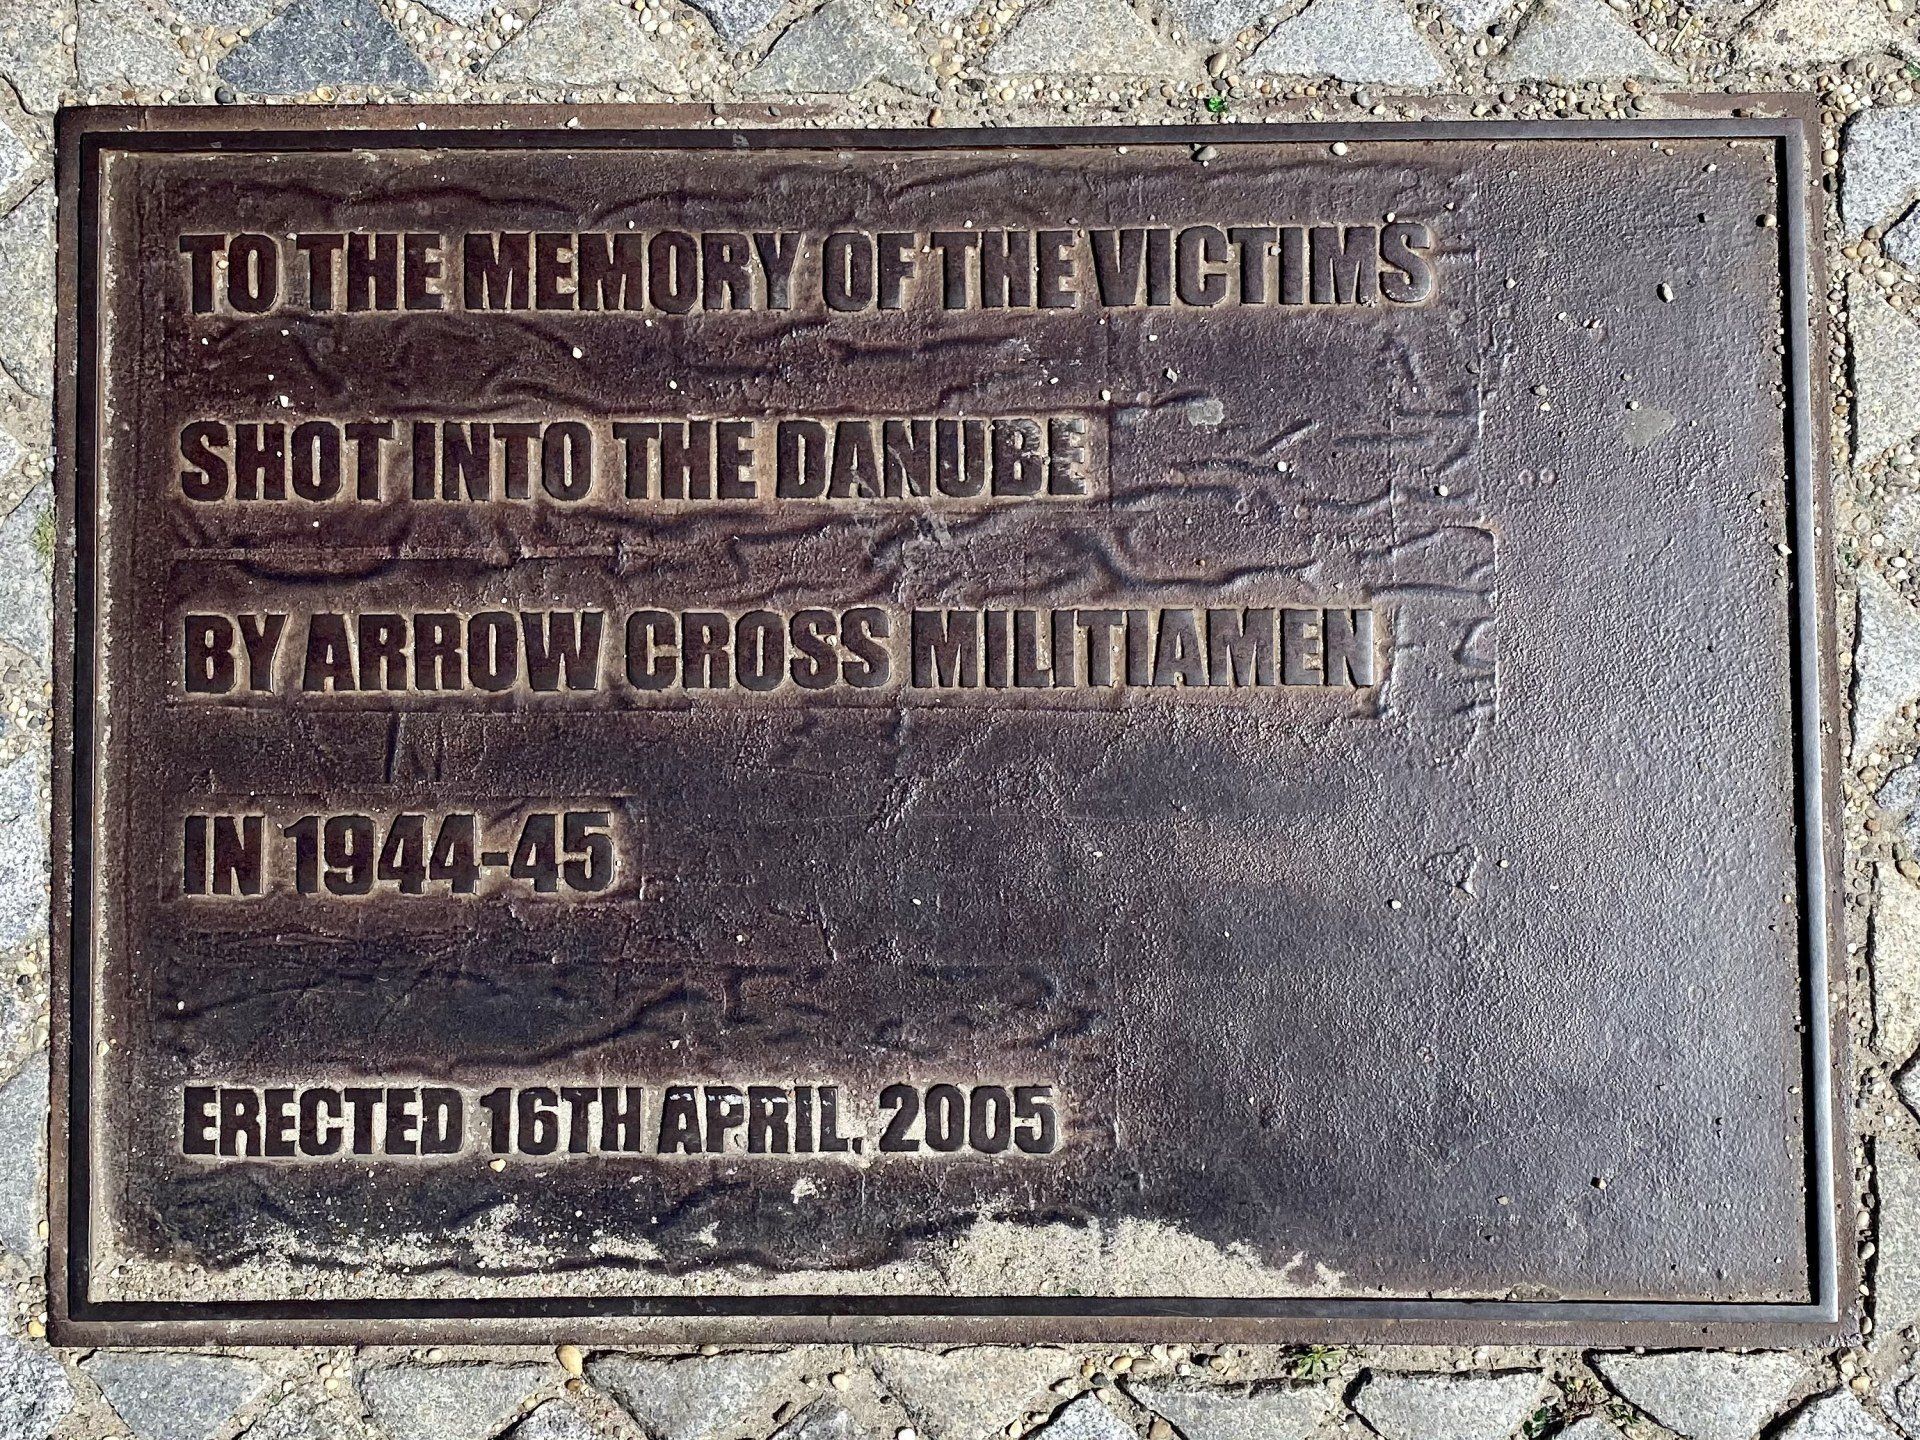 TO THE MEMORY OF THE VICTIMS
SHOT INTO THE DANUBE
BY ARROW CROSS MILITIAMEN
IN 1944-45
ERECTED 16TH APRIL, 2005